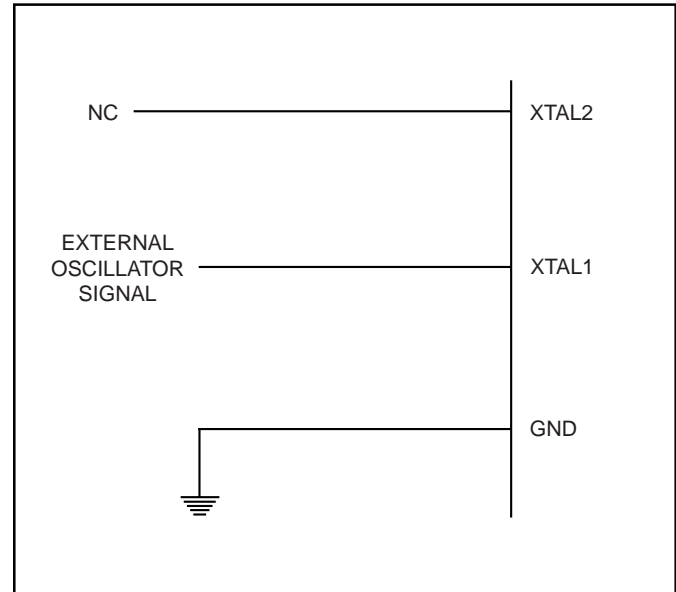 NC
XTAL2
EXTERNAL
OSCILLATOR
SIGNAL
XTAL1
GND